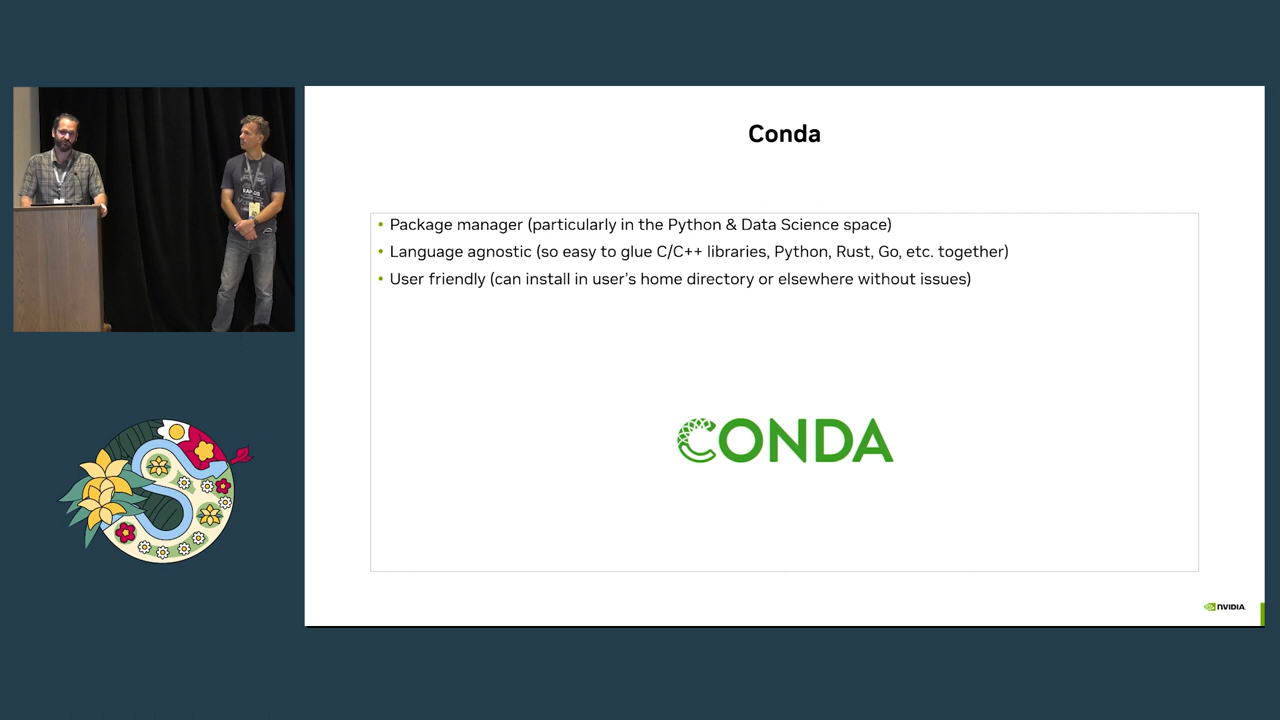 Conda
• Package manager (particularly in the Python & Data Science space)
• Language agnostic (so easy to glue C/C++ libraries, Python, Rust, Go, etc. together)
• User friendly (can install in user's home directory or elsewhere without issues)
CONDA
NVIDIA
RAPIDS